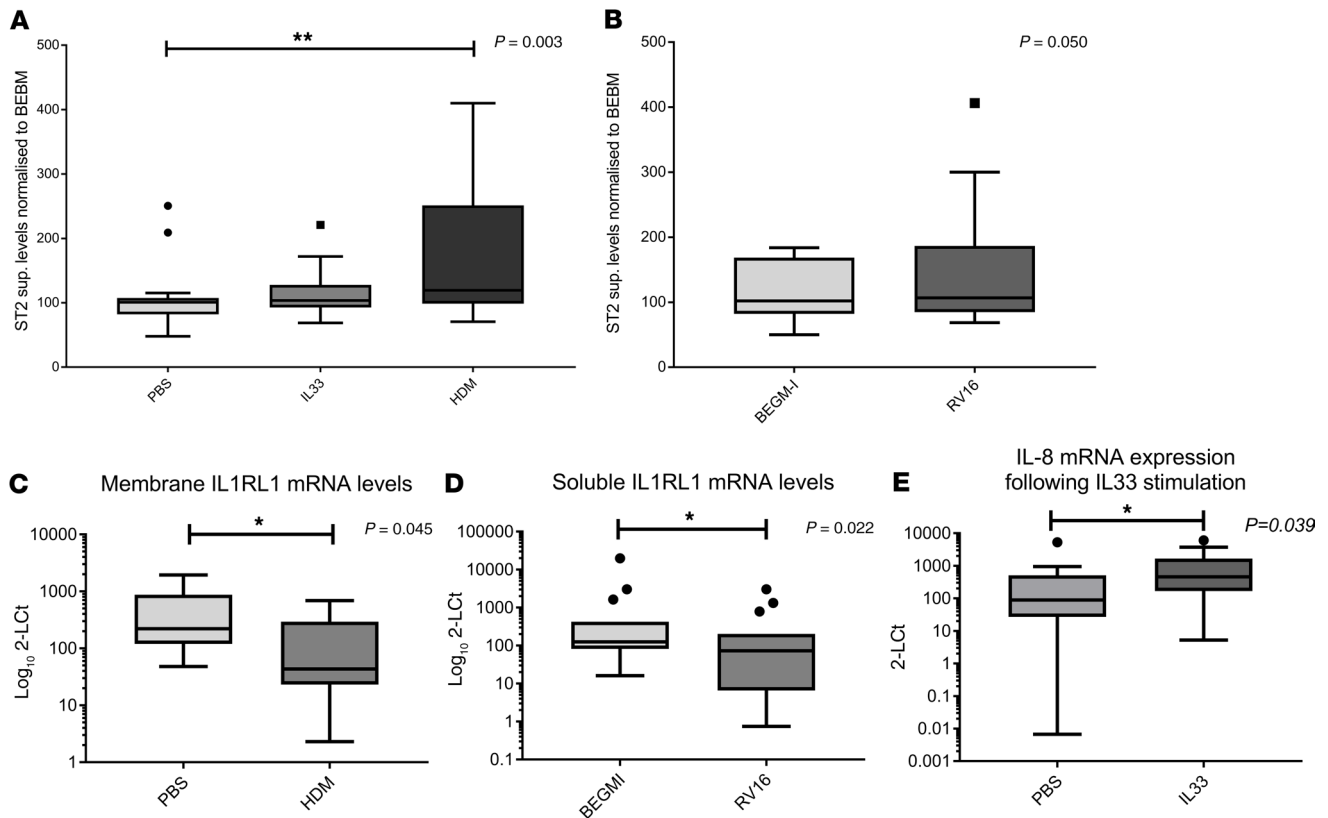 A
**
P = 0.003
ST2 sup. levels normalised to BEBM
500
400
300
200
100
0
PBS
IL33
HDM
B
P = 0.050
ST2 sup. levels normalised to BEBM
500
400
300
200
100
0
BEGM-I
RV16
C
Membrane IL1RL1 mRNA levels
*
P = 0.045
Log₁₀ 2-LCt
10000
1000
100
10
1
PBS
HDM
D
Soluble IL1RL1 mRNA levels
*
P = 0.022
Log₁₀ 2-LCt
100000
10000
1000
100
10
1
0.1
BEGMI
RV16
E
IL-8 mRNA expression
following IL33 stimulation
*
P=0.039
2-LCt
10000
1000
100
10
1
0.1
0.01
0.001
PBS
IL33